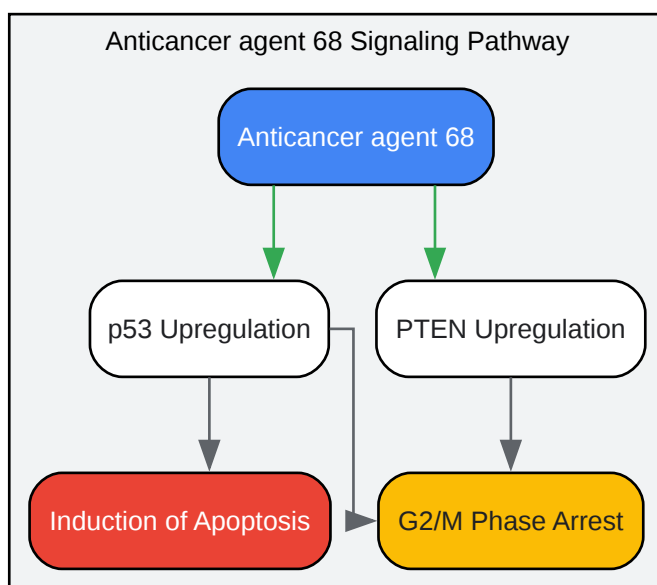 Anticancer agent 68 Signaling Pathway
Anticancer agent 68
p53 Upregulation
PTEN Upregulation
Induction of Apoptosis
G2/M Phase Arrest